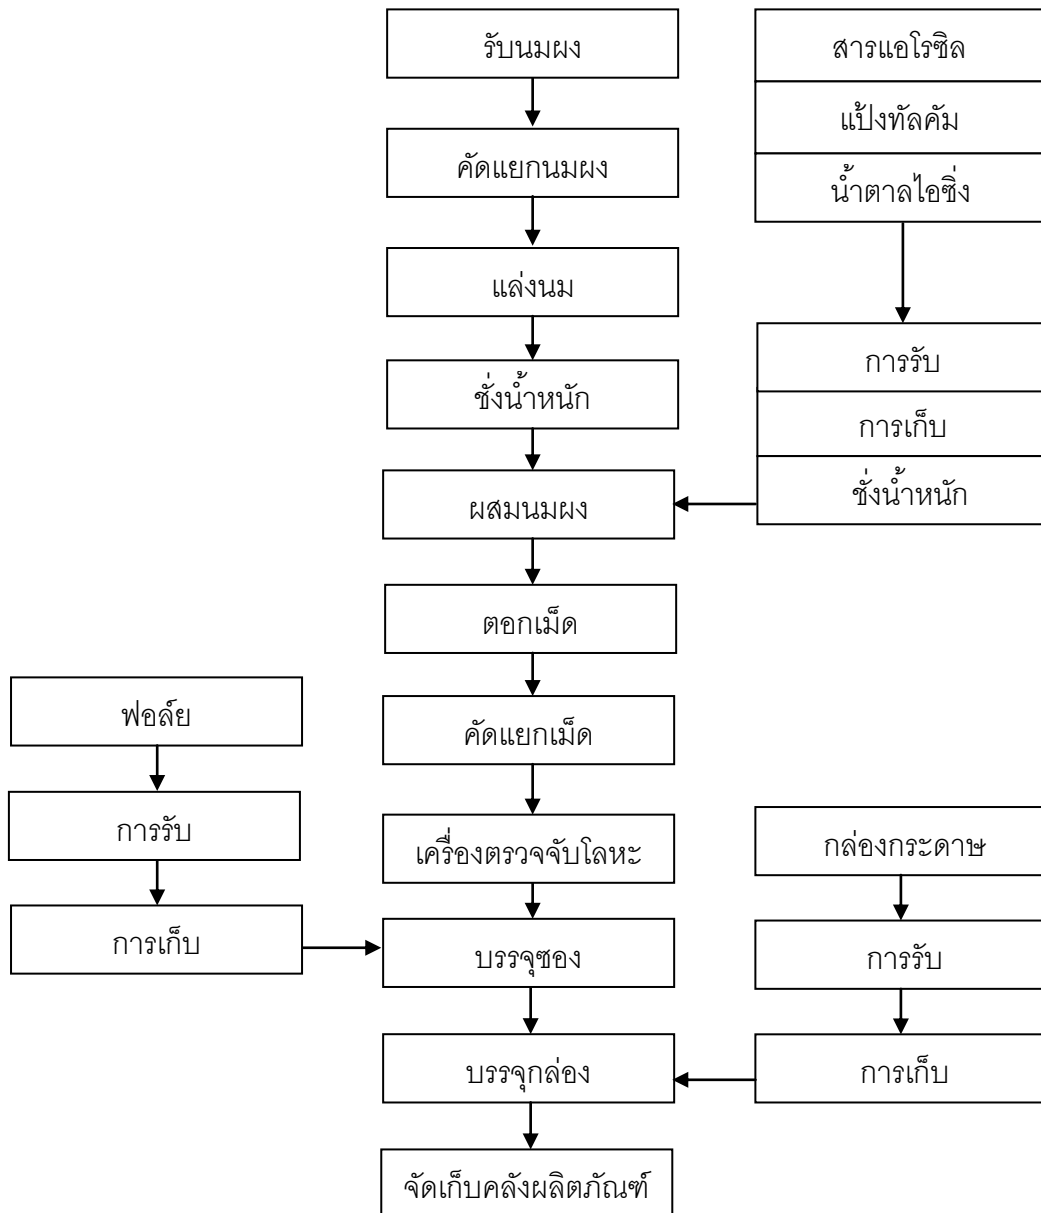 รับนมผง
คัดแยกนมผง
แล่งนม
ชั่งน้ำหนัก
ผสมนมผง
ตอกเม็ด
คัดแยกเม็ด
เครื่องตรวจจับโลหะ
บรรจุซอง
บรรจุกล่อง
จัดเก็บคลังผลิตภัณฑ์
สารแอโรซิล
แป้งทัลคัม
น้ำตาลไอซิ่ง
การรับ
การเก็บ
ชั่งน้ำหนัก
ฟอล์ย
การรับ
การเก็บ
กล่องกระดาษ
การรับ
การเก็บ